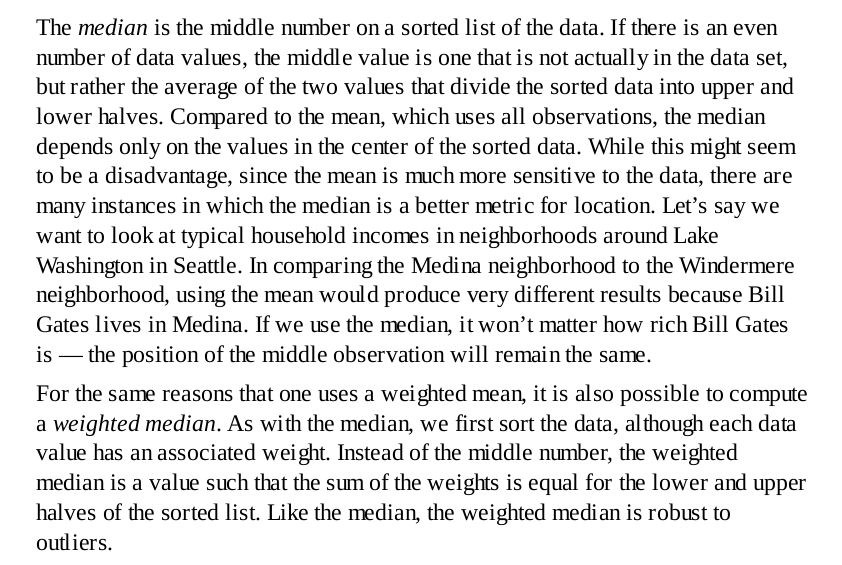 The median is the middle number on a sorted list of the data. If there is an even
number of data values, the middle value is one that is not actually in the data set,
but rather the average of the two values that divide the sorted data into upper and
lower halves. Compared to the mean, which uses all observations, the median
depends only on the values in the center of the sorted data. While this might seem
to be a disadvantage, since the mean is much more sensitive to the data, there are
many instances in which the median is a better metric for location. Let’s say we
want to look at typical household incomes in neighborhoods around Lake
Washington in Seattle. In comparing the Medina neighborhood to the Windermere
neighborhood, using the mean would produce very different results because Bill
Gates lives in Medina. If we use the median, it won’t matter how rich Bill Gates
is — the position of the middle observation will remain the same.
For the same reasons that one uses a weighted mean, it is also possible to compute
a weighted median. As with the median, we first sort the data, although each data
value has an associated weight. Instead of the middle number, the weighted
median is a value such that the sum of the weights is equal for the lower and upper
halves of the sorted list. Like the median, the weighted median is robust to
outliers.